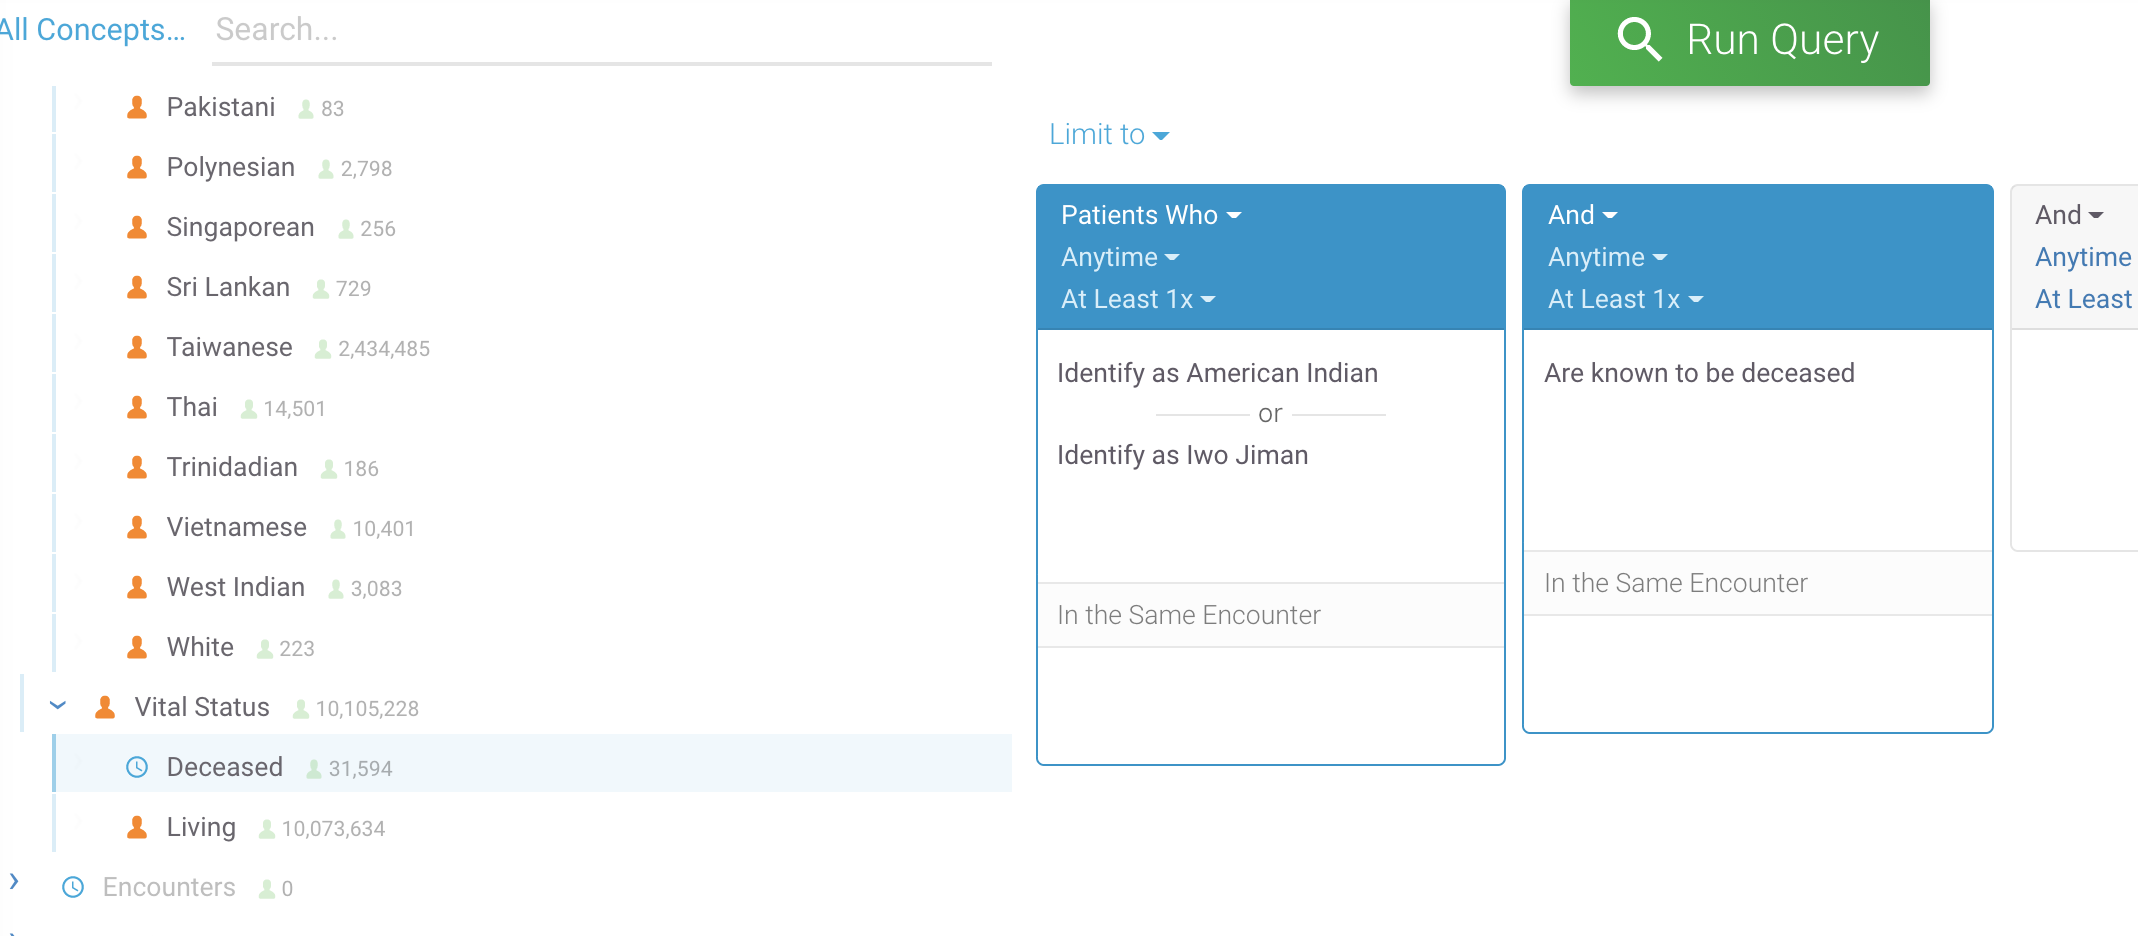 All Concepts...
Search...
Run Query
Pakistani 83
Polynesian 2,798
Singaporean 256
Sri Lankan 729
Taiwanese 2,434,485
Thai 14,501
Trinidadian 186
Vietnamese 10,401
West Indian 3,083
White 223
Vital Status 10,105,228
Deceased 31,594
Living 10,073,634
Encounters 0
Limit to
Patients Who
Anytime
At Least 1x
Identify as American Indian
or
Identify as Iwo Jiman
In the Same Encounter
And
Anytime
At Least 1x
Are known to be deceased
In the Same Encounter
And
Anytime
At Least